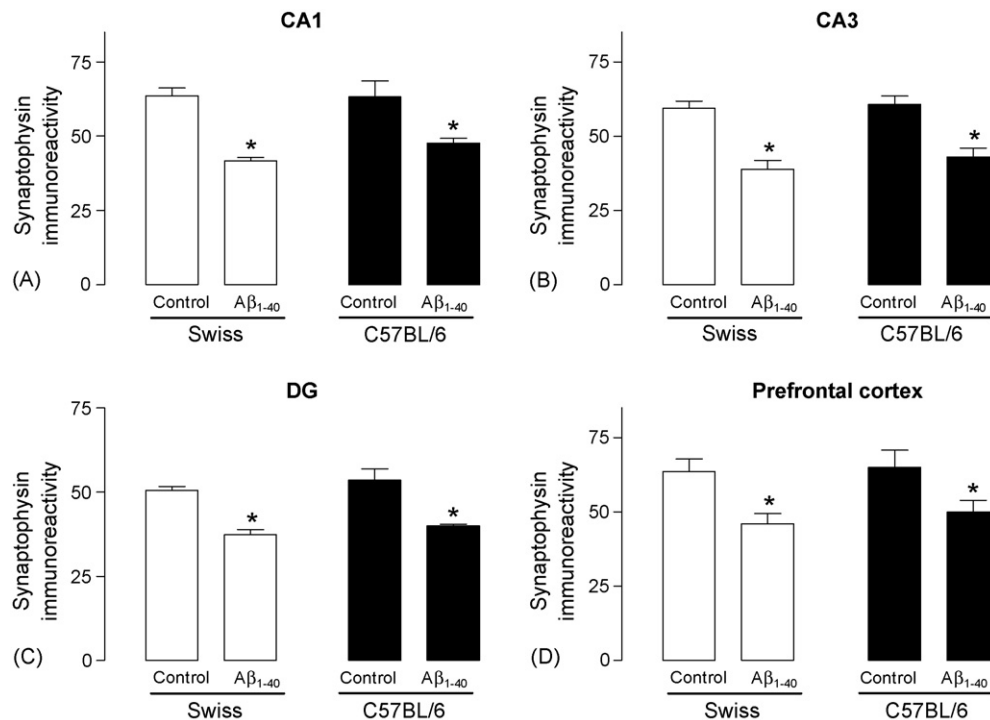 CA1
Synaptophysin
immunoreactivity
75
50
25
0
*
*
(A)
Control Aβ1-40 Control Aβ1-40
Swiss C57BL/6
CA3
Synaptophysin
immunoreactivity
75
50
25
0
*
*
(B)
Control Aβ1-40 Control Aβ1-40
Swiss C57BL/6
DG
Synaptophysin
immunoreactivity
75
50
25
0
*
*
(C)
Control Aβ1-40 Control Aβ1-40
Swiss C57BL/6
Prefrontal cortex
Synaptophysin
immunoreactivity
75
50
25
0
*
*
(D)
Control Aβ1-40 Control Aβ1-40
Swiss C57BL/6